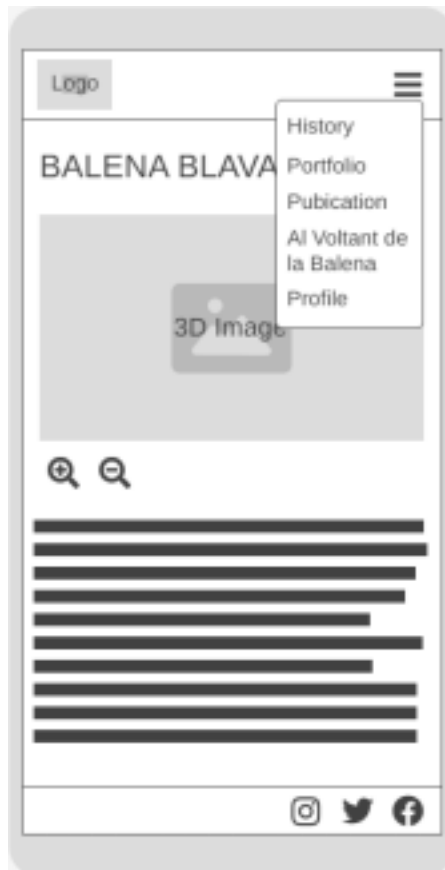 Logo
History
BALENA BLAVA
Portfolio
Pubication
Al Voltant de
la Balena
Profile
3D Image